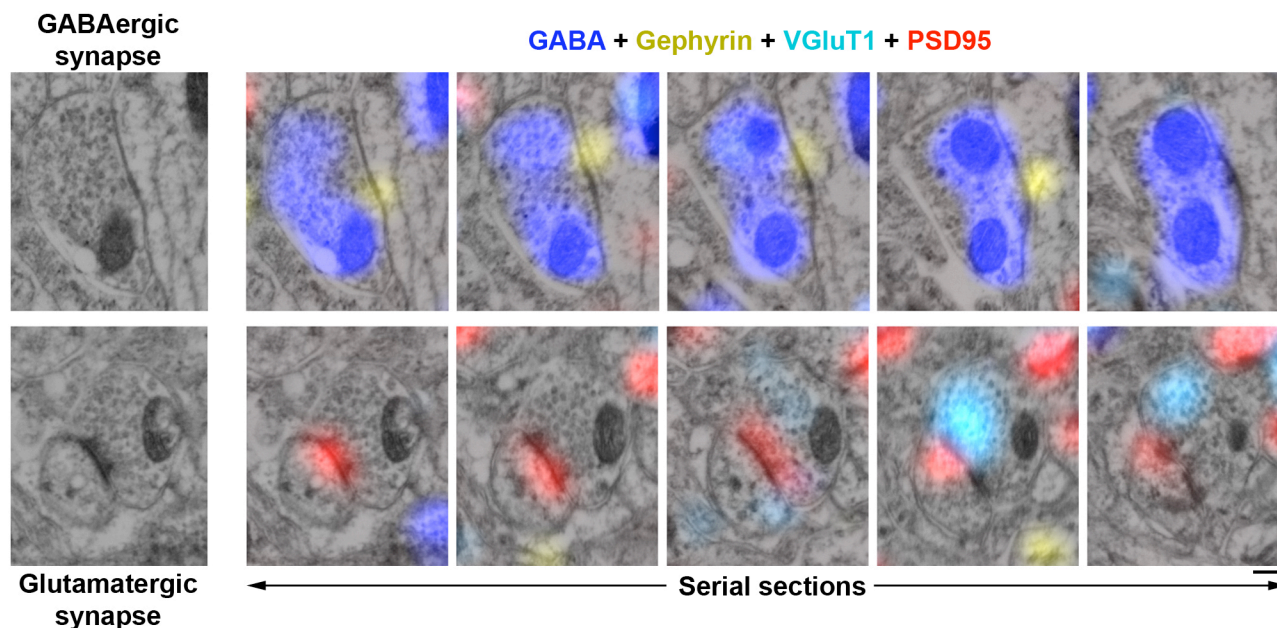 GABAergic
synapse
GABA + Gephyrin + VGluT1 + PSD95
Glutamatergic
synapse
Serial sections